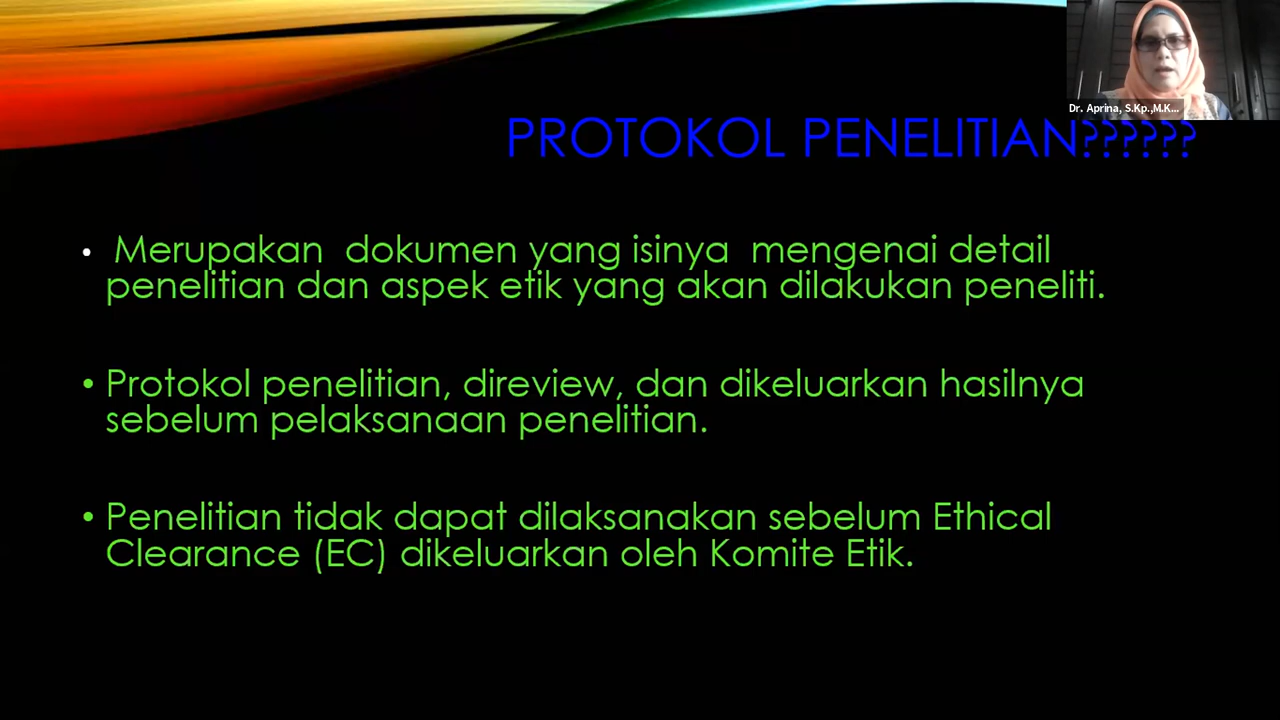 Dr. Aprina, S.Kp.,M.K...
PROTOKOL PENELITIAN??????
• Merupakan dokumen yang isinya mengenai detail
penelitian dan aspek etik yang akan dilakukan peneliti.
• Protokol penelitian, direview, dan dikeluarkan hasilnya
sebelum pelaksanaan penelitian.
• Penelitian tidak dapat dilaksanakan sebelum Ethical
Clearance (EC) dikeluarkan oleh Komite Etik.